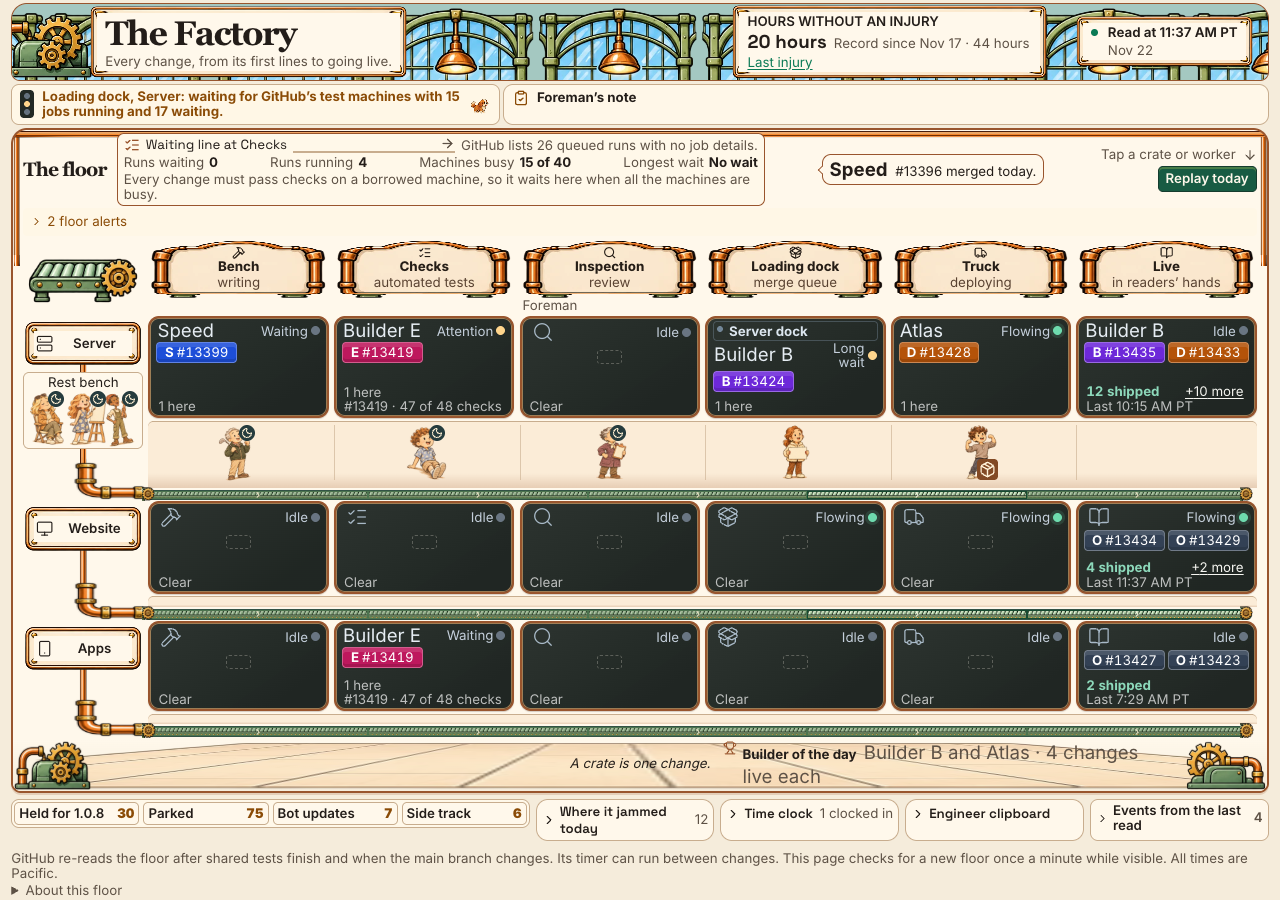 The Factory
Every change, from its first lines to going live.
HOURS WITHOUT AN INJURY
20 hours Record since Nov 17 · 44 hours
Last injury
Read at 11:37 AM PT
Nov 22
Loading dock, Server: waiting for GitHub's test machines with 15
jobs running and 17 waiting.
Foreman's note
The floor
Waiting line at Checks
GitHub lists 26 queued runs with no job details.
Runs waiting 0 Runs running 4 Machines busy 15 of 40 Longest wait No wait
Every change must pass checks on a borrowed machine, so it waits here when all the machines are
busy.
Speed #13396 merged today.
Tap a crate or worker ↓
Replay today
2 floor alerts
Bench
writing
Checks
automated tests
Inspection
review
Loading dock
merge queue
Truck
deploying
Live
in readers' hands
Foreman
Server
Rest bench
Speed Waiting
S #13399
1 here
Builder E Attention
E #13419
1 here
#13419 · 47 of 48 checks
Idle
Clear
Server dock
Builder B Long
wait
B #13424
1 here
Atlas Flowing
D #13428
1 here
Builder B Idle
B #13435 D #13433
12 shipped +10 more
Last 10:15 AM PT
Website
Idle
Clear
Idle
Clear
Idle
Clear
Flowing
Clear
Flowing
Clear
Flowing
O #13434 O #13429
4 shipped +2 more
Last 11:37 AM PT
Apps
Idle
Clear
Builder E Waiting
E #13419
1 here
#13419 · 47 of 48 checks
Idle
Clear
Idle
Clear
Idle
Clear
Idle
O #13427 O #13423
2 shipped
Last 7:29 AM PT
A crate is one change.
Builder of the day Builder B and Atlas · 4 changes
live each
Held for 1.0.8 30
Parked 75
Bot updates 7
Side track 6
Where it jammed
today 12
Time clock 1 clocked in
Engineer clipboard
Events from the last
read 4
GitHub re-reads the floor after shared tests finish and when the main branch changes. Its timer can run between changes. This page checks for a new floor once a minute while visible. All times are
Pacific.
About this floor